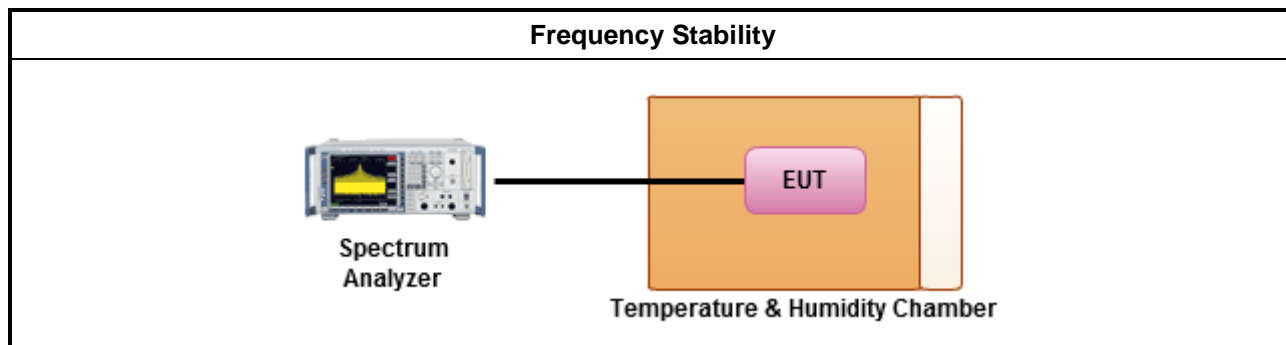 Frequency Stability
EUT
Spectrum
Analyzer
Temperature & Humidity Chamber